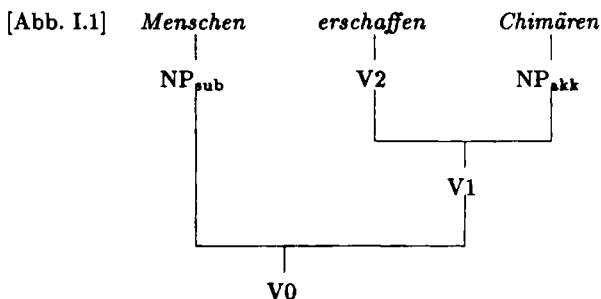 [Abb. I.1] Menschen erschaffen Chimären
NPsub V2 NPakk
V1
V0